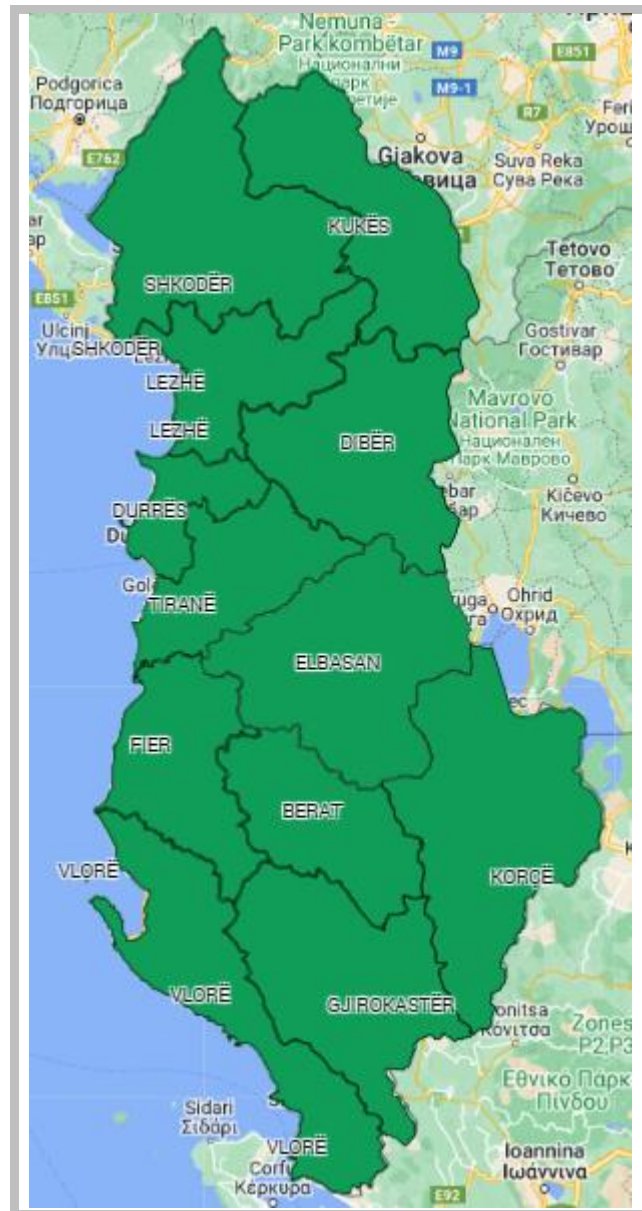 Nemuna -
Park kombëtar
Национални
парк
M9
E851
M9-1
Podgorica
Подгорица
E762
R7
Gjakova
Suva Reka
Сува Река
KUKËS
Tetovo
Тетово
SHKODËR
E851
Ulcinj
SHKODËR
Gostivar
Гостивар
LEZHË
Mavrovo
National Park
Национален
Парк Маврово
LEZHË
DIBËR
Kičevo
Кичево
DURRËS
TIRANË
Ohrid
Охрид
ELBASAN
FIER
BERAT
VLORË
KORÇË
VLORË
GJIROKASTËR
Κόνιτσα
Εθνικό Πάρκο
Πίνδου
Sidari
Σιδάρι
VLORË
Κέρκυρα
Ioannina
Ιωάννινα
E92